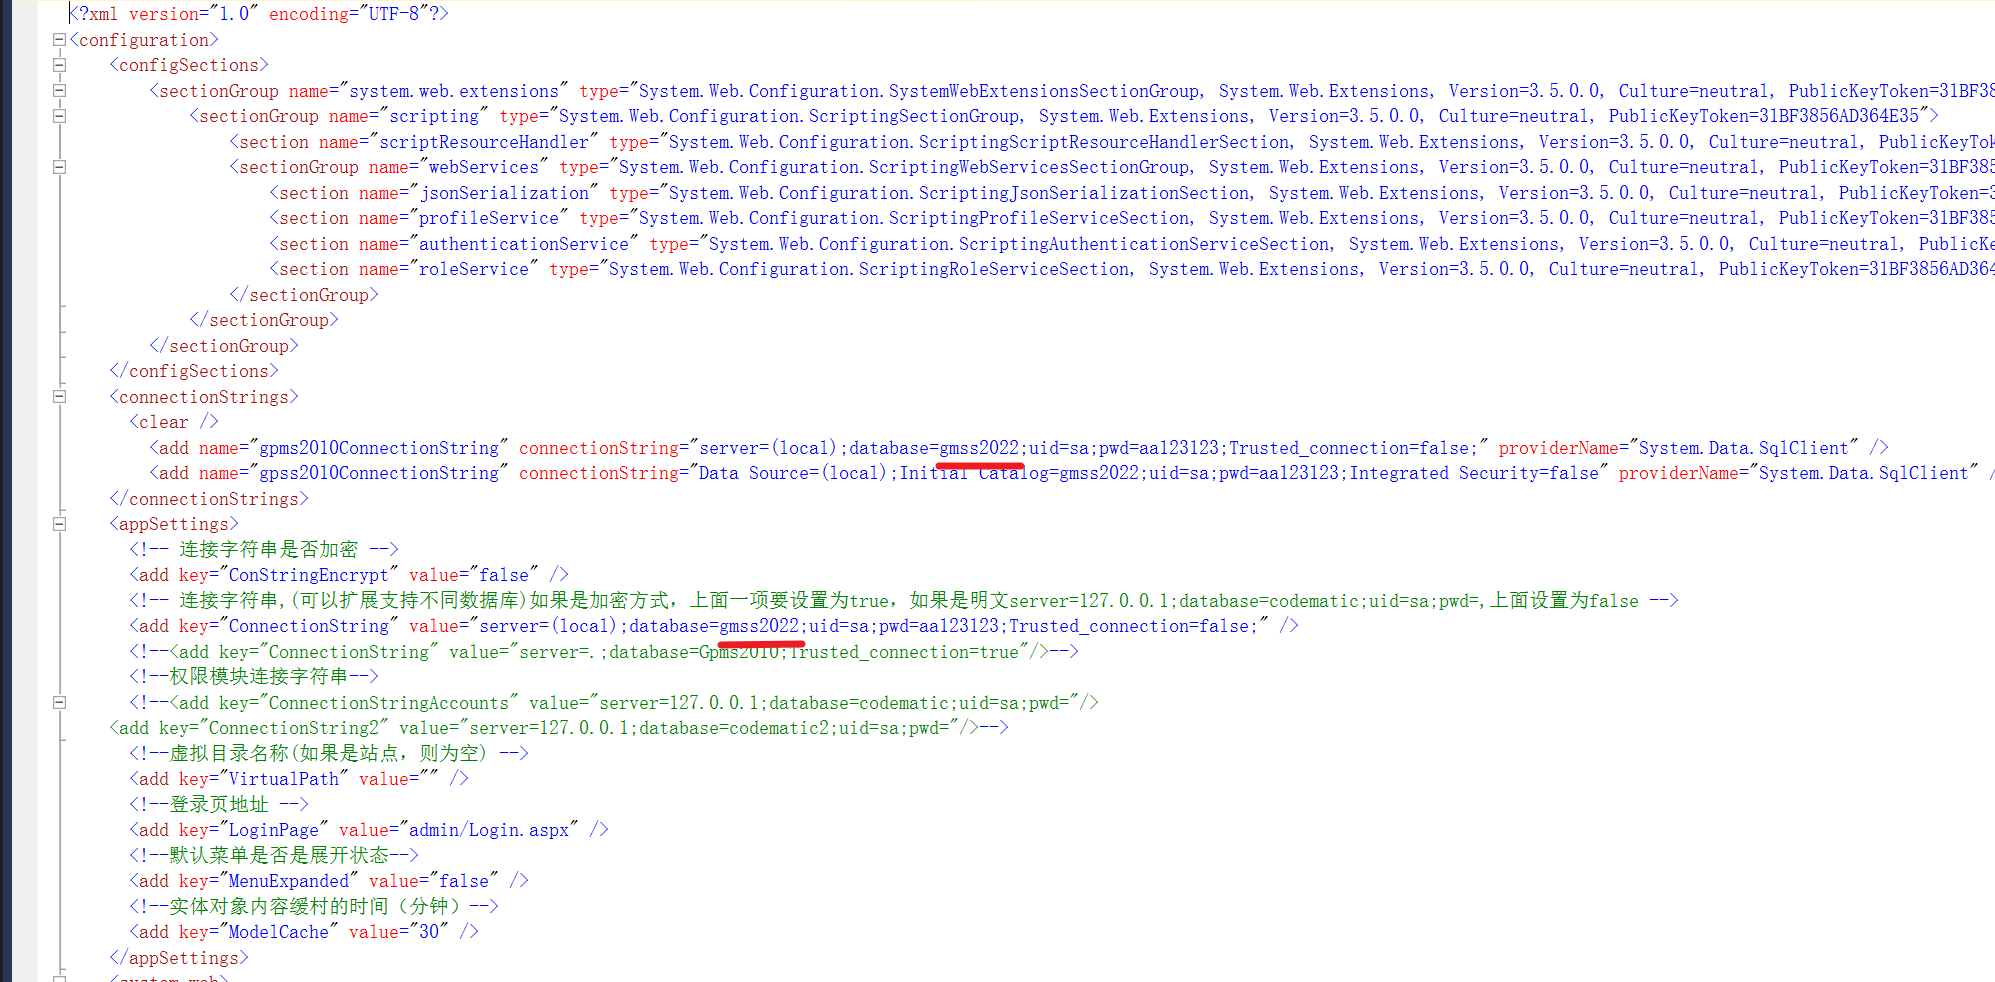 <?xml version="1.0" encoding="UTF-8"?>
<configuration>
<configSections>
<sectionGroup name="system.web.extensions" type="System.Web.Configuration.SystemWebExtensionsSectionGroup, System.Web.Extensions, Version=3.5.0.0, Culture=neutral, PublicKeyToken=31BF38
<sectionGroup name="scripting" type="System.Web.Configuration.ScriptingSectionGroup, System.Web.Extensions, Version=3.5.0.0, Culture=neutral, PublicKeyToken=31BF3856AD364E35">
<section name="scriptResourceHandler" type="System.Web.Configuration.ScriptingScriptResourceHandlerSection, System.Web.Extensions, Version=3.5.0.0, Culture=neutral, PublicKeyTok
<sectionGroup name="webServices" type="System.Web.Configuration.ScriptingWebServicesSectionGroup, System.Web.Extensions, Version=3.5.0.0, Culture=neutral, PublicKeyToken=31BF385
<section name="jsonSerialization" type="System.Web.Configuration.ScriptingJsonSerializationSection, System.Web.Extensions, Version=3.5.0.0, Culture=neutral, PublicKeyToken=3
<section name="profileService" type="System.Web.Configuration.ScriptingProfileServiceSection, System.Web.Extensions, Version=3.5.0.0, Culture=neutral, PublicKeyToken=31BF385
<section name="authenticationService" type="System.Web.Configuration.ScriptingAuthenticationServiceSection, System.Web.Extensions, Version=3.5.0.0, Culture=neutral, PublicKe
<section name="roleService" type="System.Web.Configuration.ScriptingRoleServiceSection, System.Web.Extensions, Version=3.5.0.0, Culture=neutral, PublicKeyToken=31BF3856AD364
</sectionGroup>
</sectionGroup>
</sectionGroup>
</configSections>
<connectionStrings>
<clear />
<add name="gpms2010ConnectionString" connectionString="server=(local);database=gmss2022;uid=sa;pwd=aa123123;Trusted_connection=false;" providerName="System.Data.SqlClient" />
<add name="gpss2010ConnectionString" connectionString="Data Source=(local);Initial Catalog=gmss2022;uid=sa;pwd=aa123123;Integrated Security=false" providerName="System.Data.SqlClient" /
</connectionStrings>
<appSettings>
<!-- 连接字符串是否加密 -->
<add key="ConStringEncrypt" value="false" />
<!-- 连接字符串,(可以扩展支持不同数据库)如果是加密方式，上面一项要设置为true，如果是明文server=127.0.0.1;database=codematic;uid=sa;pwd=,上面设置为false -->
<add key="ConnectionString" value="server=(local);database=gmss2022;uid=sa;pwd=aa123123;Trusted_connection=false;" />
<!--<add key="ConnectionString" value="server=.;database=Gpms2010;Trusted_connection=true"/>-->
<!--权限模块连接字符串-->
<!--<add key="ConnectionStringAccounts" value="server=127.0.0.1;database=codematic;uid=sa;pwd="/>
<add key="ConnectionString2" value="server=127.0.0.1;database=codematic2;uid=sa;pwd="/>-->
<!--虚拟目录名称(如果是站点，则为空) -->
<add key="VirtualPath" value="" />
<!--登录页地址 -->
<add key="LoginPage" value="admin/Login.aspx" />
<!--默认菜单是否是展开状态-->
<add key="MenuExpanded" value="false" />
<!--实体对象内容缓村的时间（分钟）-->
<add key="ModelCache" value="30" />
</appSettings>
<system.web>